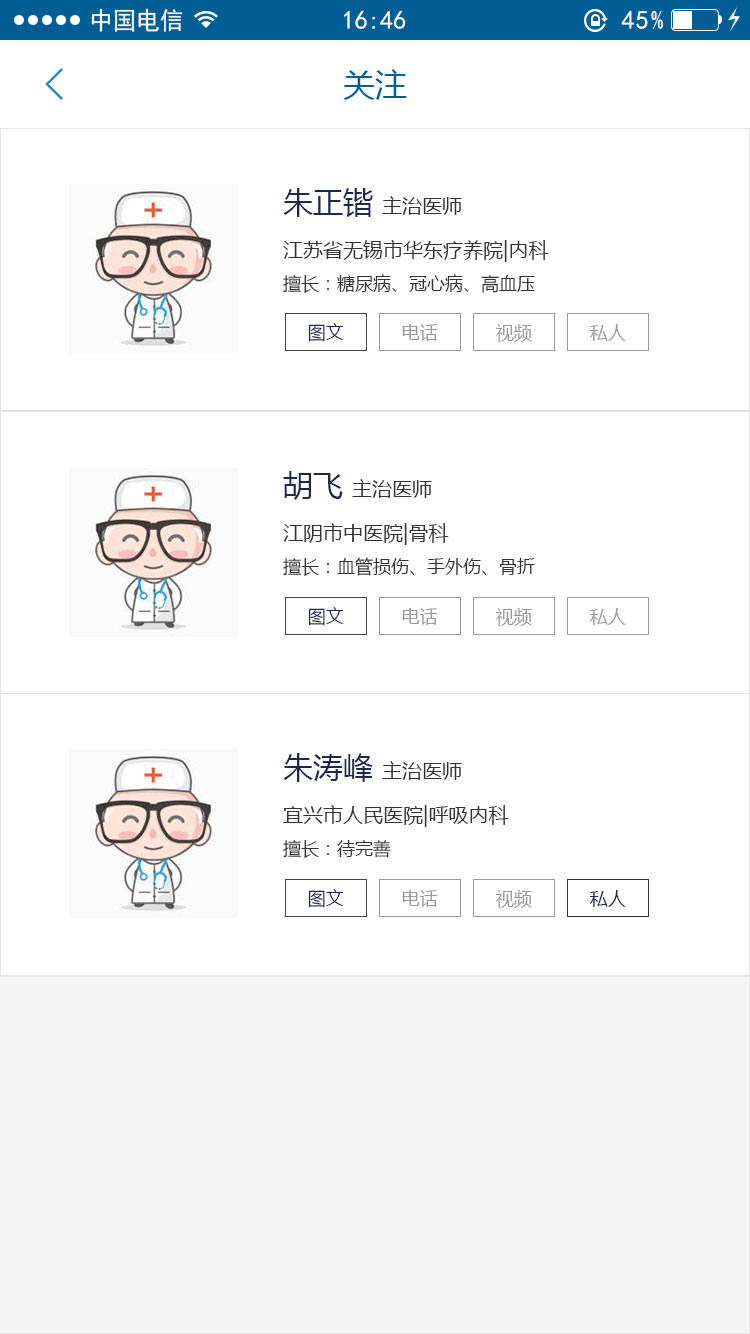 中国电信 16:46 45%
关注
朱正锴 主治医师
江苏省无锡市华东疗养院|内科
擅长：糖尿病、冠心病、高血压
图文 电话 视频 私人
胡飞 主治医师
江阴市中医院|骨科
擅长：血管损伤、手外伤、骨折
图文 电话 视频 私人
朱涛峰 主治医师
宜兴市人民医院|呼吸内科
擅长：待完善
图文 电话 视频 私人